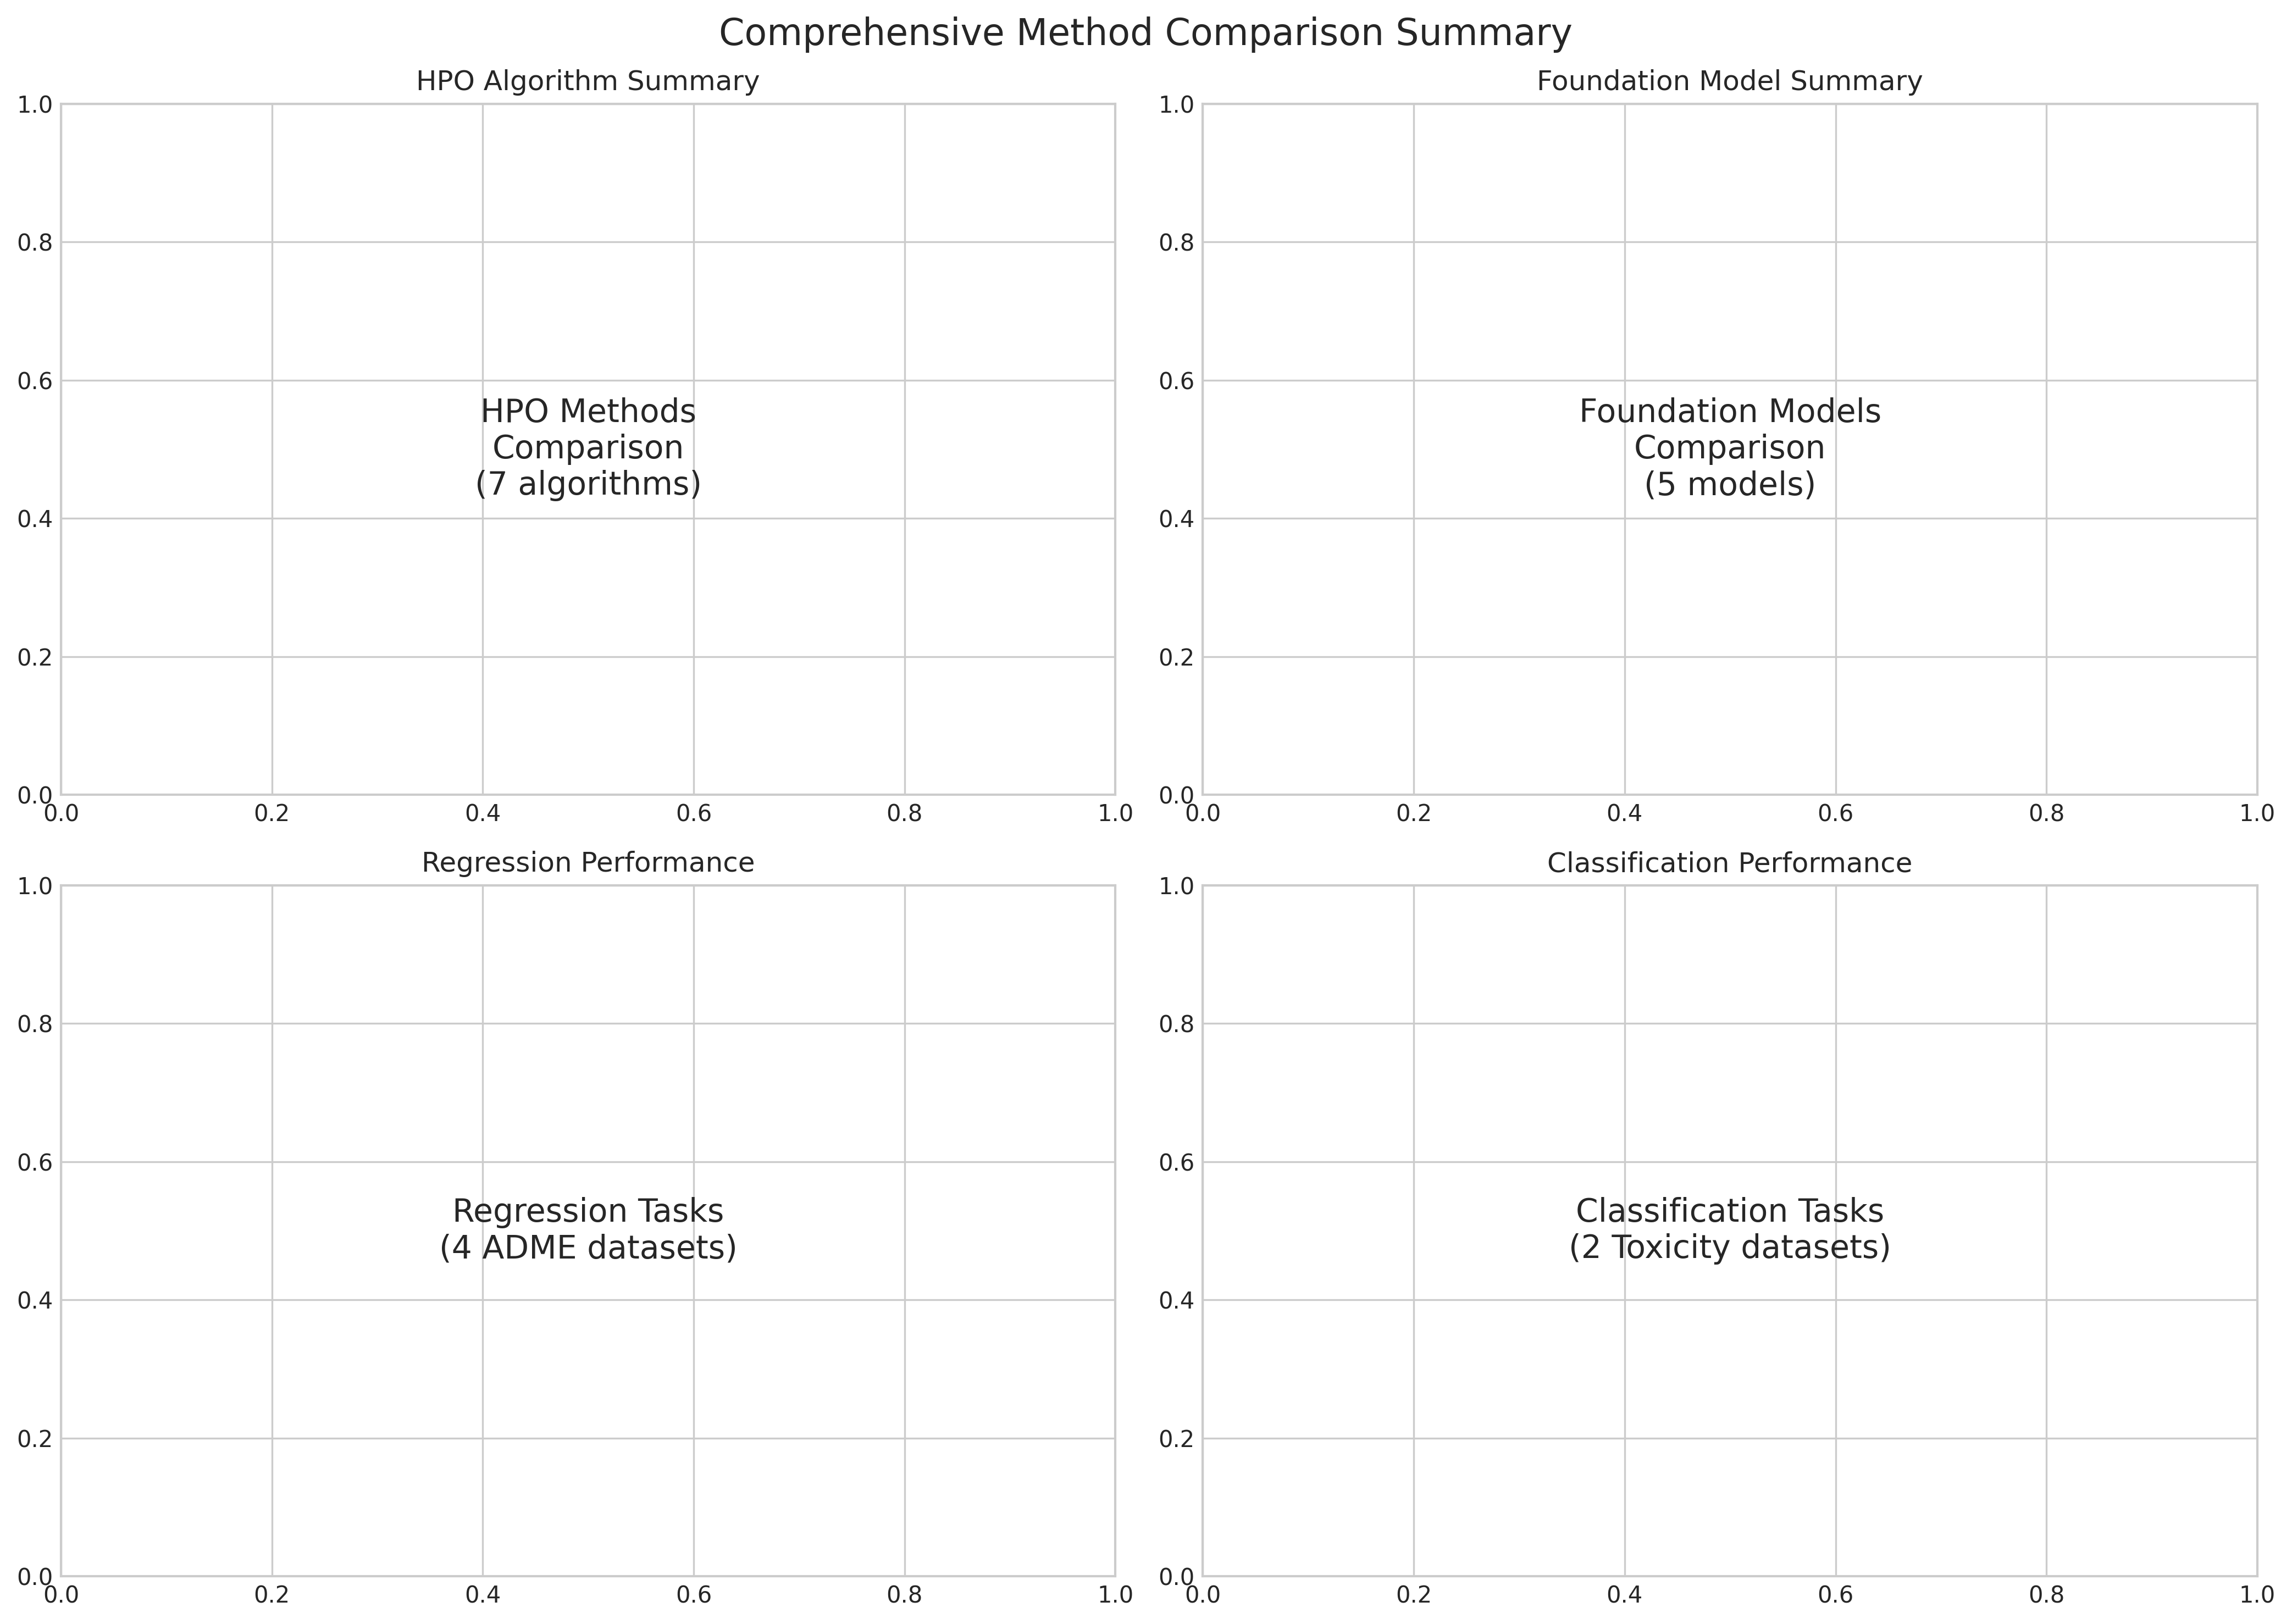 Comprehensive Method Comparison Summary
HPO Algorithm Summary
1.0
0.8
0.6
0.4
0.2
0.0
HPO Methods
Comparison
(7 algorithms)
0.0 0.2 0.4 0.6 0.8 1.0
Foundation Model Summary
1.0
0.8
0.6
0.4
0.2
0.0
Foundation Models
Comparison
(5 models)
0.0 0.2 0.4 0.6 0.8 1.0
Regression Performance
1.0
0.8
0.6
0.4
0.2
0.0
Regression Tasks
(4 ADME datasets)
0.0 0.2 0.4 0.6 0.8 1.0
Classification Performance
1.0
0.8
0.6
0.4
0.2
0.0
Classification Tasks
(2 Toxicity datasets)
0.0 0.2 0.4 0.6 0.8 1.0